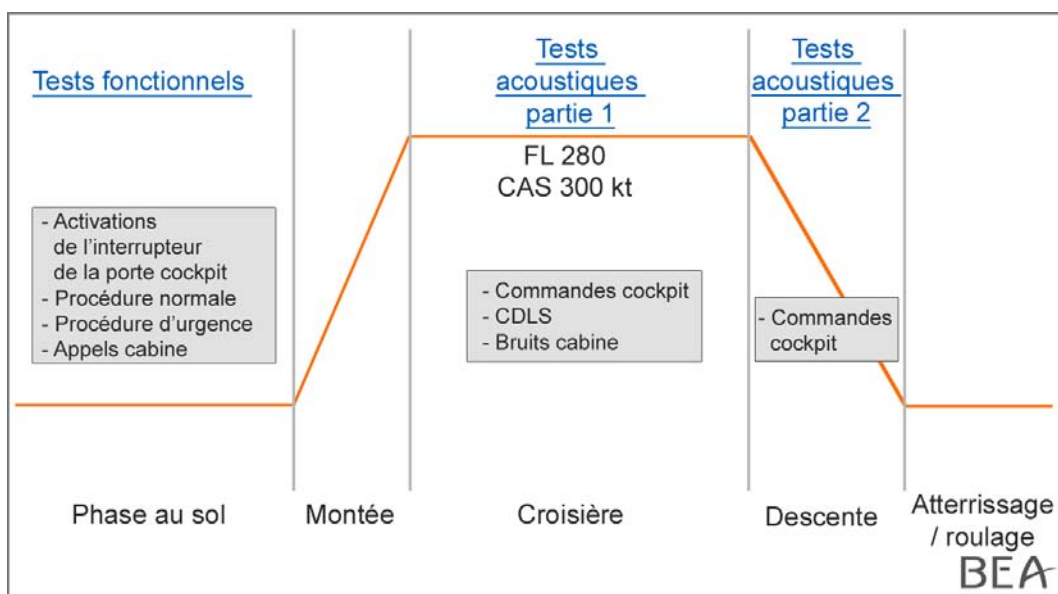 Tests fonctionnels
- Activations
de l'interrupteur
de la porte cockpit
- Procédure normale
- Procédure d'urgence
- Appels cabine
Tests
acoustiques
partie 1
FL 280
CAS 300 kt
- Commandes cockpit
- CDLS
- Bruits cabine
Tests
acoustiques
partie 2
- Commandes
cockpit
Phase au sol
Montée
Croisière
Descente
Atterrissage
/ roulage
BEA